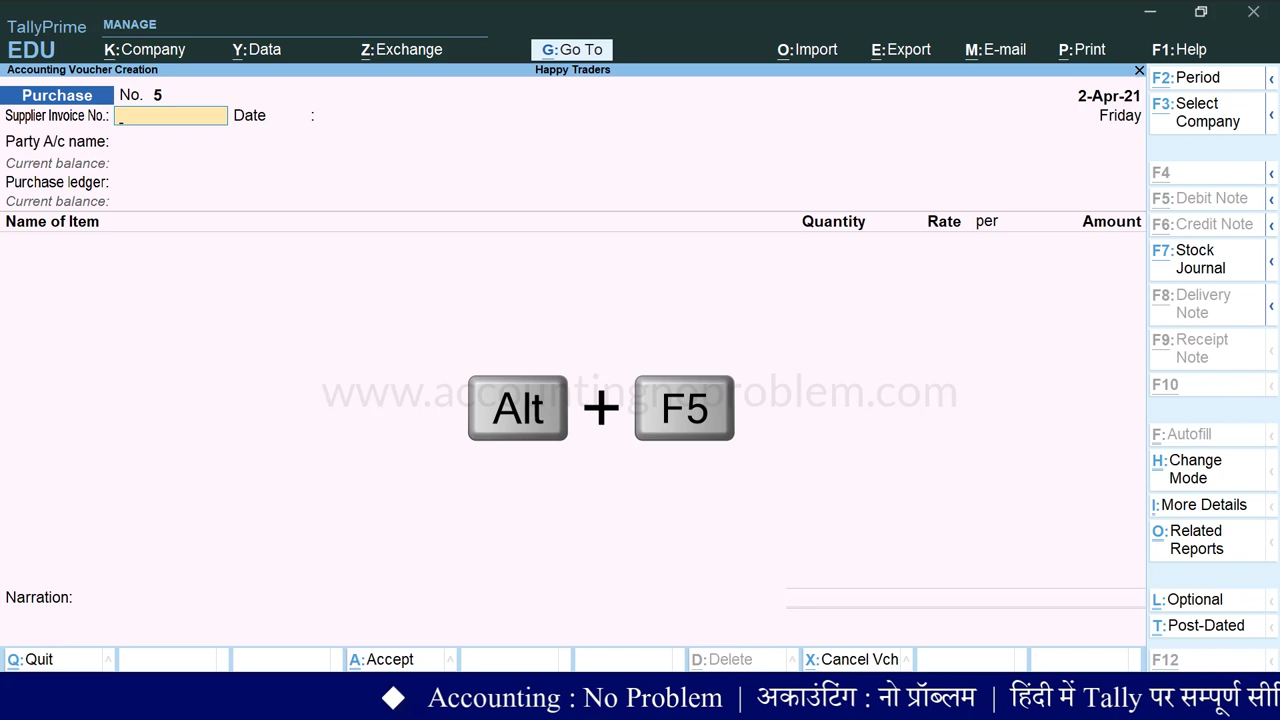 TallyPrime
EDU
MANAGE
K:Company Y:Data Z:Exchange G:Go To O:Import E:Export M:E-mail P:Print F1:Help
Accounting Voucher Creation Happy Traders
Purchase No. 5 2-Apr-21
Supplier Invoice No.: Date : Friday
Party A/c name:
Current balance:
Purchase ledger:
Current balance:
Name of Item Quantity Rate per Amount
www.accountingnoproblem.com
Alt + F5
Narration:
F2:Period
F3:Select
Company
F4
F5:Debit Note
F6:Credit Note
F7:Stock
Journal
F8:Delivery
Note
F9:Receipt
Note
F10
F:Autofill
H:Change
Mode
I:More Details
O:Related
Reports
L:Optional
T:Post-Dated
F12
Q:Quit A:Accept D:Delete X:Cancel Vch
◆ Accounting : No Problem | अकाउंटिंग : नो प्रॉब्लम | हिंदी में Tally पर सम्पूर्ण